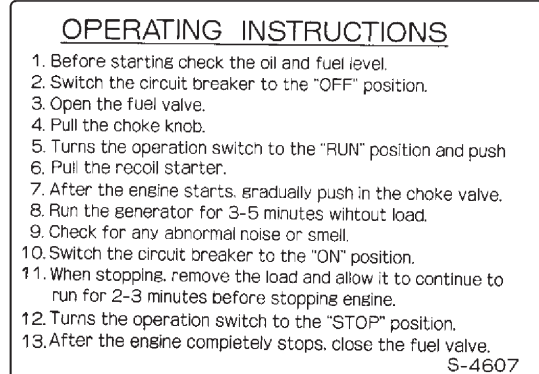 OPERATING INSTRUCTIONS
1. Before starting check the oil and fuel level.
2. Switch the circuit breaker to the "OFF" position.
3. Open the fuel valve.
4. Pull the choke knob.
5. Turns the operation switch to the "RUN" position and push
6. Pull the recoil starter.
7. After the engine starts. gradually push in the choke valve.
8. Run the generator for 3-5 minutes wihtout load.
9. Check for any abnormal noise or smell.
10. Switch the circuit breaker to the "ON" position.
11. When stopping. remove the load and allow it to continue to
run for 2-3 minutes before stopping engine.
12. Turns the operation switch to the "STOP" position.
13. After the engine completely stops. close the fuel valve.
S-4607